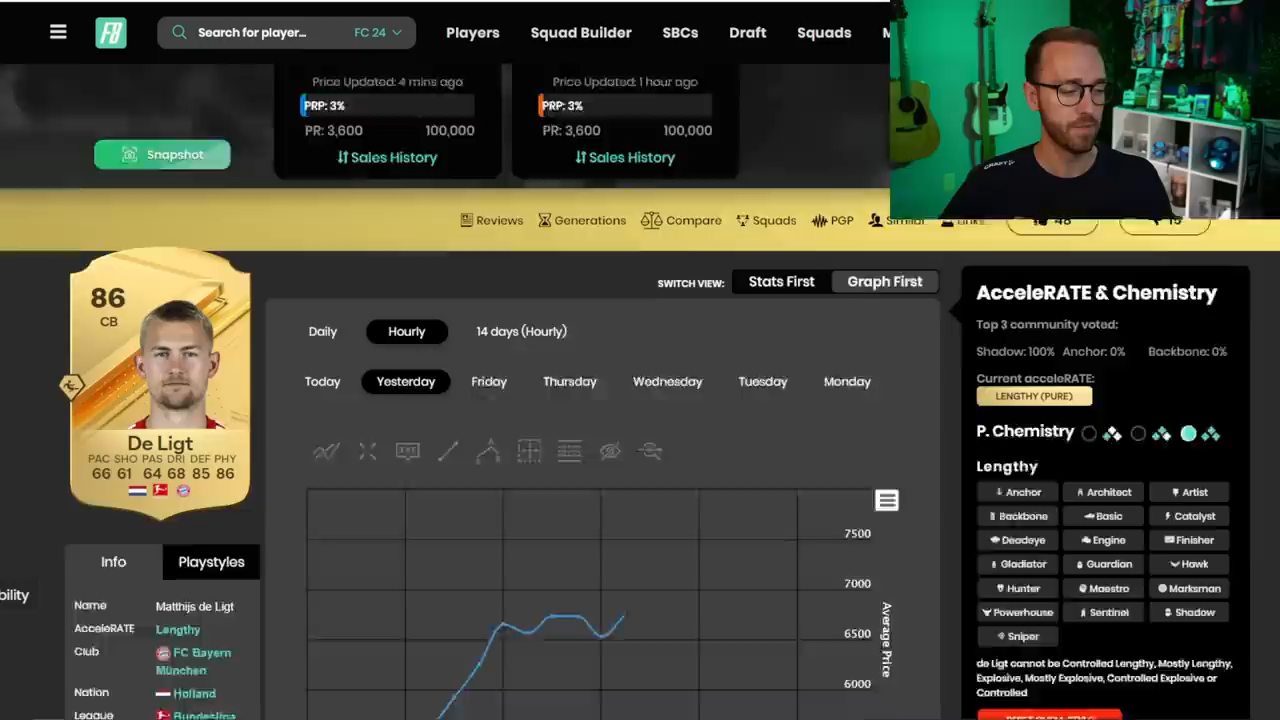 FB
Search for player...
FC 24
Players
Squad Builder
SBCs
Draft
Squads
Price Updated: 4 mins ago
PRP: 3%
PR: 3,600
100,000
Sales History
Price Updated: 1 hour ago
PRP: 3%
PR: 3,600
100,000
Sales History
Snapshot
Reviews
Generations
Compare
Squads
PGP
CRAFT
86
CB
De Ligt
PAC SHO PAS DRI DEF PHY
66 61 64 68 85 86
SWITCH VIEW:
Stats First
Graph First
Daily
Hourly
14 days (Hourly)
Today
Yesterday
Friday
Thursday
Wednesday
Tuesday
Monday
7500
7000
6500
6000
Average Price
bility
Info
Playstyles
Name
Matthijs de Ligt
AcceleRATE
Lengthy
Club
FC Bayern
München
Nation
Holland
League
Bundesliga
AcceleRATE & Chemistry
Top 3 community voted:
Shadow: 100%
Anchor: 0%
Backbone: 0%
Current acceleRATE:
LENGTHY (PURE)
P. Chemistry
Lengthy
Anchor
Architect
Artist
Backbone
Basic
Catalyst
Deadeye
Engine
Finisher
Gladiator
Guardian
Hawk
Hunter
Maestro
Marksman
Powerhouse
Sentinel
Shadow
Sniper
de Ligt cannot be Controlled Lengthy, Mostly Lengthy,
Explosive, Mostly Explosive, Controlled Explosive or
Controlled